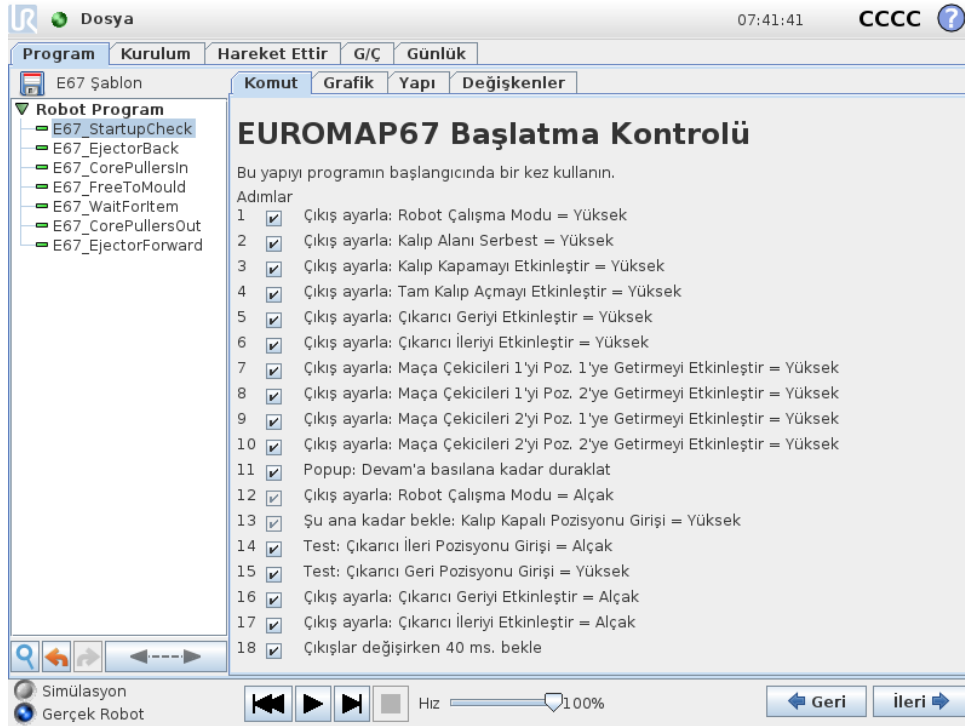 UR Dosya 07:41:41 CCCC ?
Program Kurulum Hareket Ettir G/Ç Günlük
E67 Şablon
Komut Grafik Yapı Değişkenler
Robot Program
E67_StartupCheck
E67_EjectorBack
E67_CorePullersIn
E67_FreeToMould
E67_WaitForItem
E67_CorePullersOut
E67_EjectorForward
EUROMAP67 Başlatma Kontrolü
Bu yapıyı programın başlangıcında bir kez kullanın.
Adımlar
1 Çıkış ayarla: Robot Çalışma Modu = Yüksek
2 Çıkış ayarla: Kalıp Alanı Serbest = Yüksek
3 Çıkış ayarla: Kalıp Kapamayı Etkinleştir = Yüksek
4 Çıkış ayarla: Tam Kalıp Açmayı Etkinleştir = Yüksek
5 Çıkış ayarla: Çıkarıcı Geriyi Etkinleştir = Yüksek
6 Çıkış ayarla: Çıkarıcı İleriyi Etkinleştir = Yüksek
7 Çıkış ayarla: Maça Çekicileri 1'yi Poz. 1'ye Getirmeyi Etkinleştir = Yüksek
8 Çıkış ayarla: Maça Çekicileri 1'yi Poz. 2'ye Getirmeyi Etkinleştir = Yüksek
9 Çıkış ayarla: Maça Çekicileri 2'yi Poz. 1'ye Getirmeyi Etkinleştir = Yüksek
10 Çıkış ayarla: Maça Çekicileri 2'yi Poz. 2'ye Getirmeyi Etkinleştir = Yüksek
11 Popup: Devam'a basılana kadar duraklat
12 Çıkış ayarla: Robot Çalışma Modu = Alçak
13 Şu ana kadar bekle: Kalıp Kapalı Pozisyonu Girişi = Yüksek
14 Test: Çıkarıcı İleri Pozisyonu Girişi = Alçak
15 Test: Çıkarıcı Geri Pozisyonu Girişi = Yüksek
16 Çıkış ayarla: Çıkarıcı Geriyi Etkinleştir = Alçak
17 Çıkış ayarla: Çıkarıcı İleriyi Etkinleştir = Alçak
18 Çıkışlar değişirken 40 ms. bekle
Simülasyon
Gerçek Robot
Hız 100%
Geri İleri